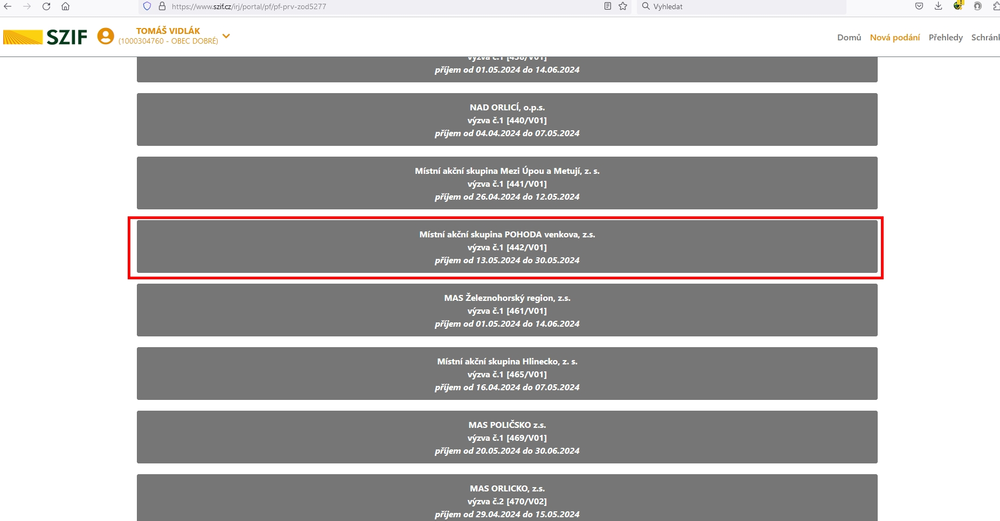 https://www.szif.cz/irj/portal/pf/pf-prv-zod5277
Vyhledat
SZIF
TOMÁŠ VIDLÁK
(1000304760 - OBEC DOBRÉ)
Domů
Nová podání
Přehledy
Schránk
výzva č.1 [438/V01]
příjem od 01.05.2024 do 14.06.2024
NAD ORLICÍ, o.p.s.
výzva č.1 [440/V01]
příjem od 04.04.2024 do 07.05.2024
Místní akční skupina Mezi Úpou a Metují, z. s.
výzva č.1 [441/V01]
příjem od 26.04.2024 do 12.05.2024
Místní akční skupina POHODA venkova, z.s.
výzva č.1 [442/V01]
příjem od 13.05.2024 do 30.05.2024
MAS Železnohorský region, z.s.
výzva č.1 [461/V01]
příjem od 01.05.2024 do 14.06.2024
Místní akční skupina Hlinecko, z. s.
výzva č.1 [465/V01]
příjem od 16.04.2024 do 07.05.2024
MAS POLIČSKO z.s.
výzva č.1 [469/V01]
příjem od 20.05.2024 do 30.06.2024
MAS ORLICKO, z.s.
výzva č.2 [470/V02]
příjem od 29.04.2024 do 15.05.2024